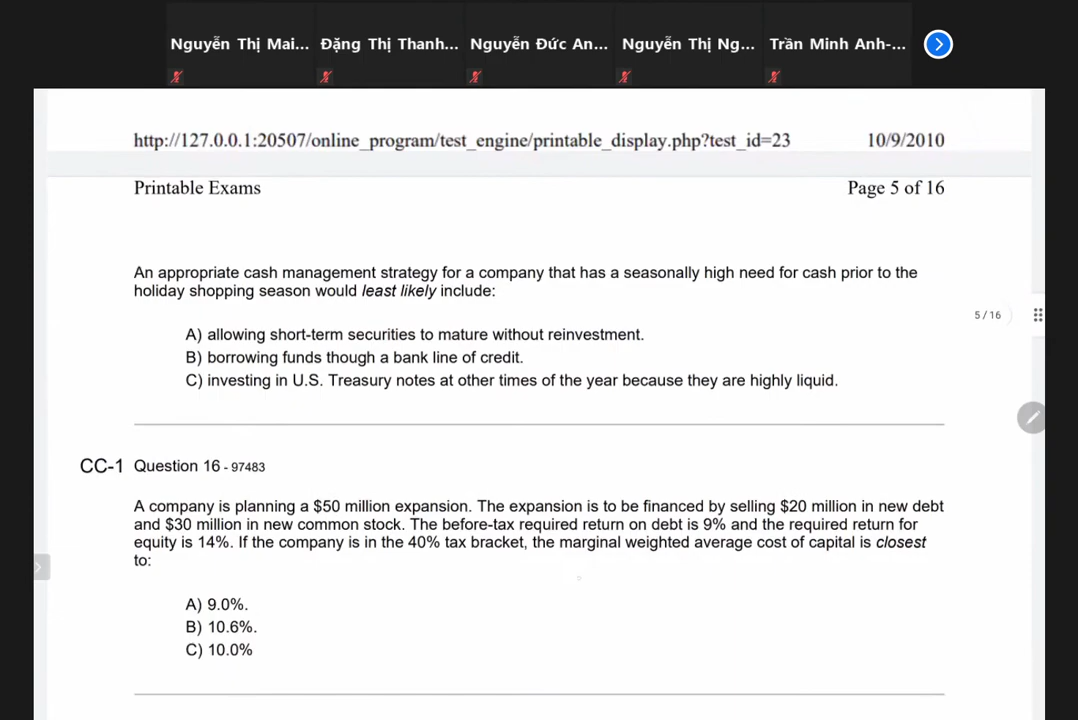 Nguyễn Thị Mai... Đặng Thị Thanh... Nguyễn Đức An... Nguyễn Thị Ng... Trần Minh Anh-...
http://127.0.0.1:20507/online_program/test_engine/printable_display.php?test_id=23 10/9/2010
Printable Exams Page 5 of 16
An appropriate cash management strategy for a company that has a seasonally high need for cash prior to the
holiday shopping season would least likely include:
5 / 16
A) allowing short-term securities to mature without reinvestment.
B) borrowing funds though a bank line of credit.
C) investing in U.S. Treasury notes at other times of the year because they are highly liquid.
CC-1 Question 16 - 97483
A company is planning a $50 million expansion. The expansion is to be financed by selling $20 million in new debt
and $30 million in new common stock. The before-tax required return on debt is 9% and the required return for
equity is 14%. If the company is in the 40% tax bracket, the marginal weighted average cost of capital is closest
to:
A) 9.0%.
B) 10.6%.
C) 10.0%